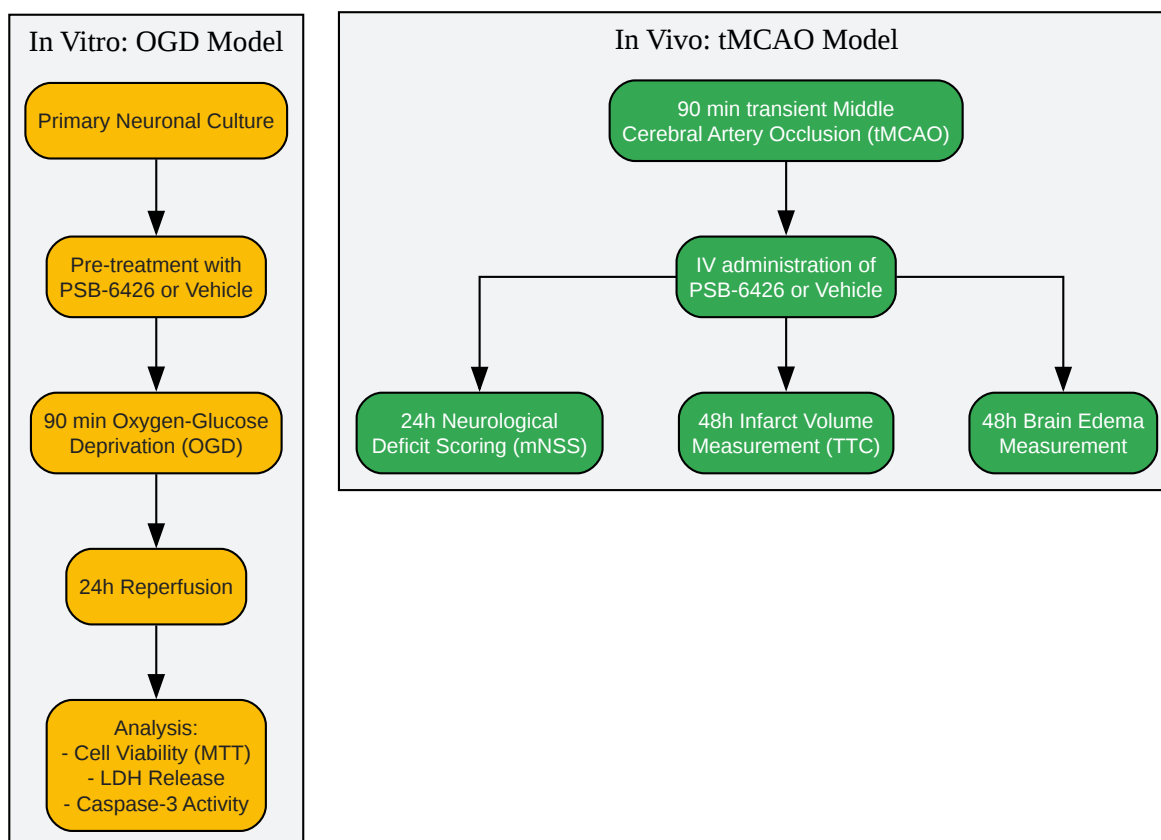 In Vitro: OGD Model
Primary Neuronal Culture
Pre-treatment with
PSB-6426 or Vehicle
90 min Oxygen-Glucose
Deprivation (OGD)
24h Reperfusion
Analysis:
- Cell Viability (MTT)
- LDH Release
- Caspase-3 Activity
In Vivo: tMCAO Model
90 min transient Middle
Cerebral Artery Occlusion (tMCAO)
IV administration of
PSB-6426 or Vehicle
24h Neurological
Deficit Scoring (mNSS)
48h Infarct Volume
Measurement (TTC)
48h Brain Edema
Measurement